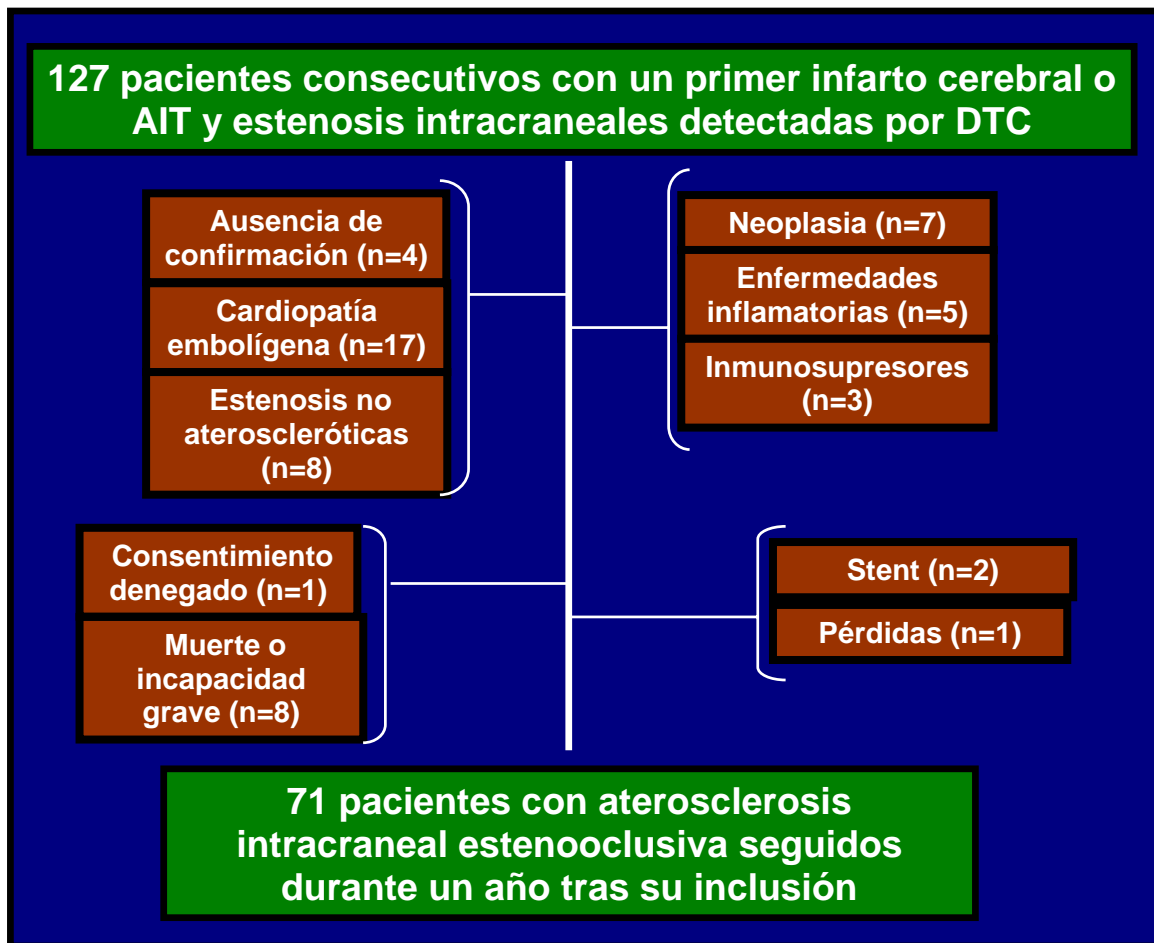 127 pacientes consecutivos con un primer infarto cerebral o
AIT y estenosis intracraneales detectadas por DTC
Ausencia de
confirmación (n=4)
Cardiopatía
embolígena (n=17)
Estenosis no
ateroscleróticas
(n=8)
Neoplasia (n=7)
Enfermedades
inflamatorias (n=5)
Inmunosupresores
(n=3)
Consentimiento
denegado (n=1)
Muerte o
incapacidad
grave (n=8)
Stent (n=2)
Pérdidas (n=1)
71 pacientes con aterosclerosis
intracraneal estenooclusiva seguidos
durante un año tras su inclusión